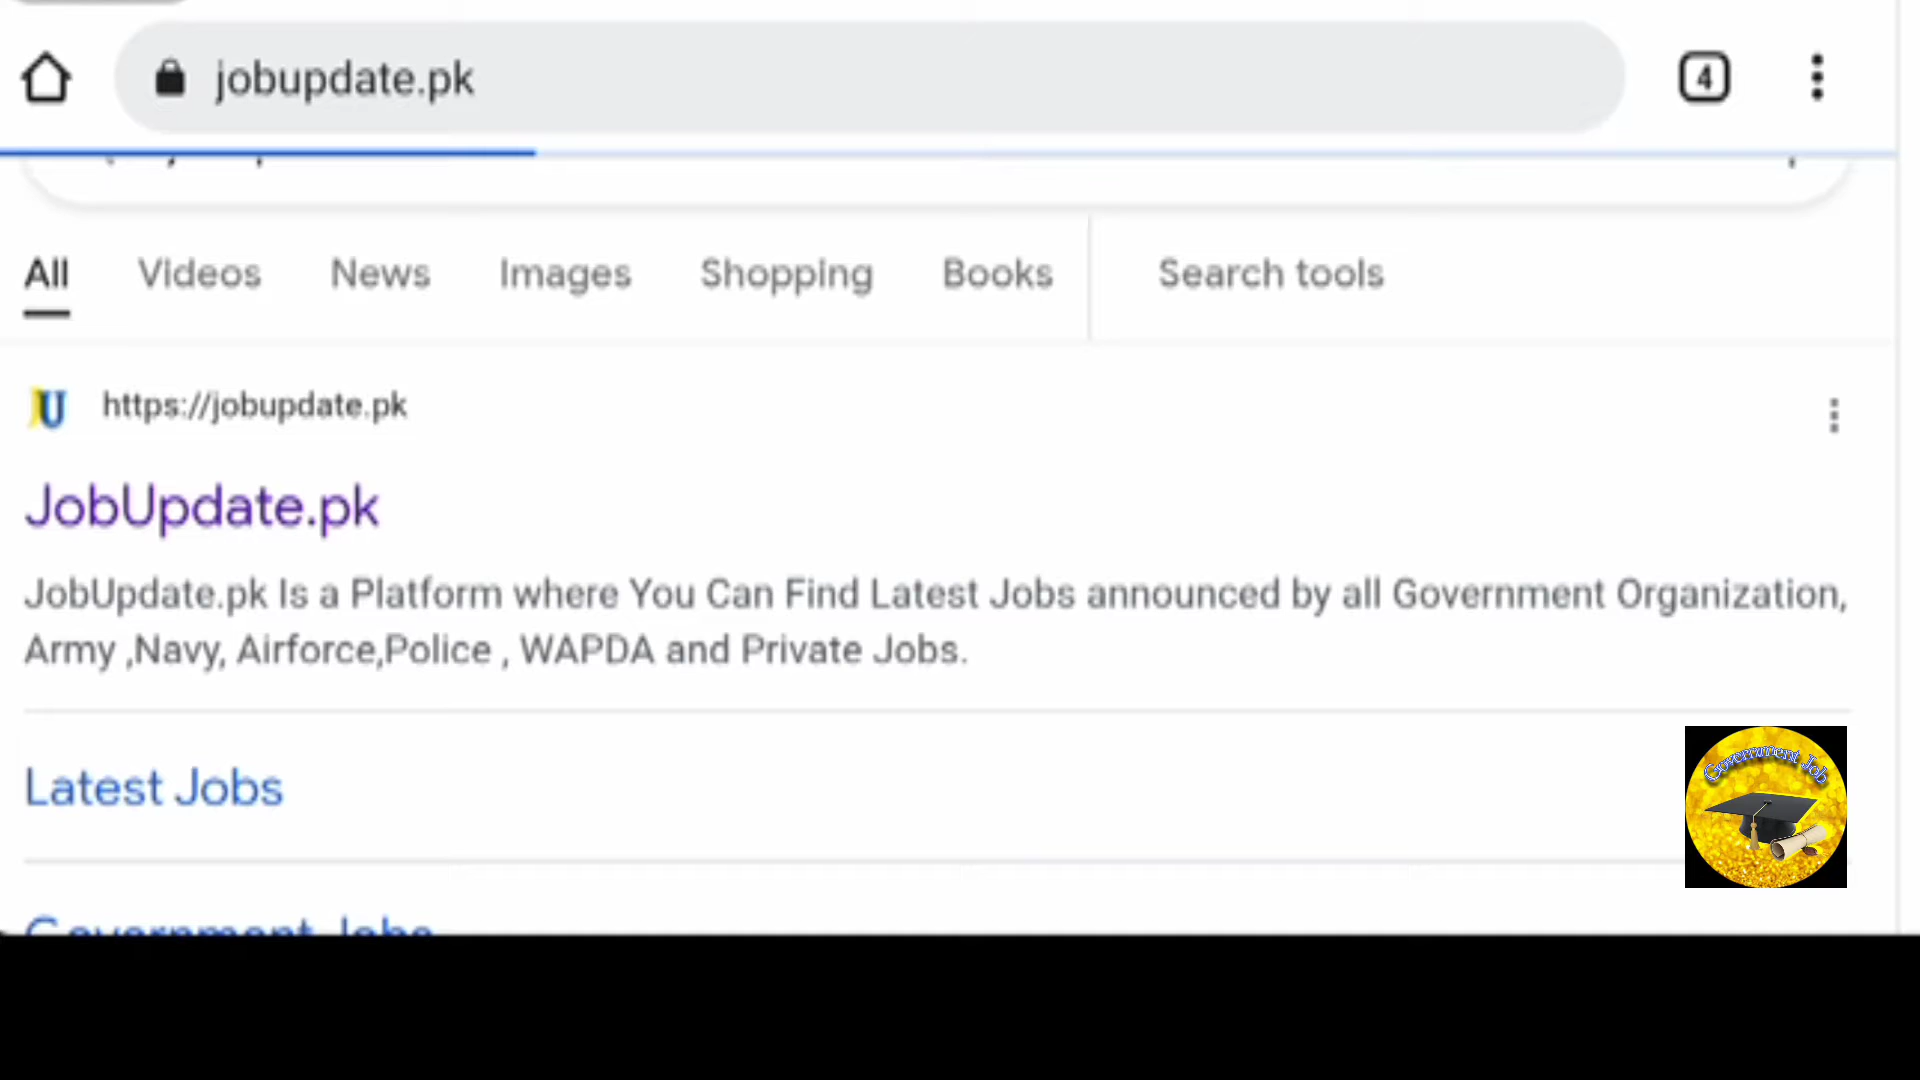 jobupdate.pk
4
All Videos News Images Shopping Books Search tools
https://jobupdate.pk
JobUpdate.pk
JobUpdate.pk Is a Platform where You Can Find Latest Jobs announced by all Government Organization,
Army ,Navy, Airforce,Police , WAPDA and Private Jobs.
Latest Jobs
Government Job
Government Jobs